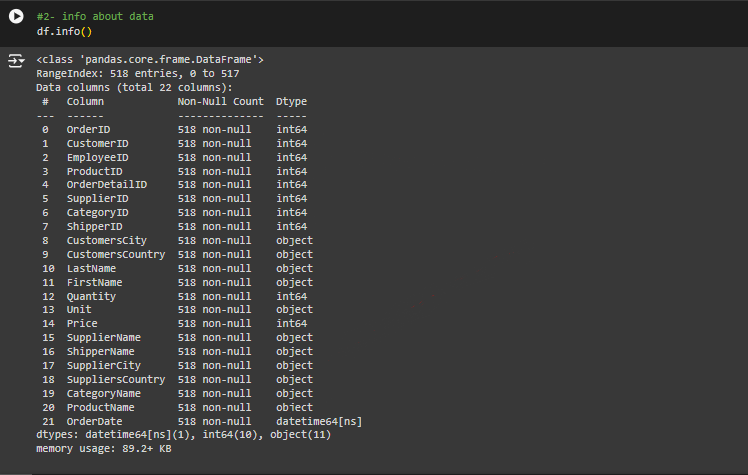 #2- info about data
df.info()
<class 'pandas.core.frame.DataFrame'>
RangeIndex: 518 entries, 0 to 517
Data columns (total 22 columns):
 #   Column            Non-Null Count  Dtype
---  ------            --------------  -----
 0   OrderID           518 non-null    int64
 1   CustomerID        518 non-null    int64
 2   EmployeeID        518 non-null    int64
 3   ProductID         518 non-null    int64
 4   OrderDetailID     518 non-null    int64
 5   SupplierID        518 non-null    int64
 6   CategoryID        518 non-null    int64
 7   ShipperID         518 non-null    int64
 8   CustomersCity     518 non-null    object
 9   CustomersCountry  518 non-null    object
 10  LastName          518 non-null    object
 11  FirstName         518 non-null    object
 12  Quantity          518 non-null    int64
 13  Unit              518 non-null    object
 14  Price             518 non-null    int64
 15  SupplierName      518 non-null    object
 16  ShipperName       518 non-null    object
 17  SupplierCity      518 non-null    object
 18  SuppliersCountry  518 non-null    object
 19  CategoryName      518 non-null    object
 20  ProductName       518 non-null    object
 21  OrderDate         518 non-null    datetime64[ns]
dtypes: datetime64[ns](1), int64(10), object(11)
memory usage: 89.2+ KB